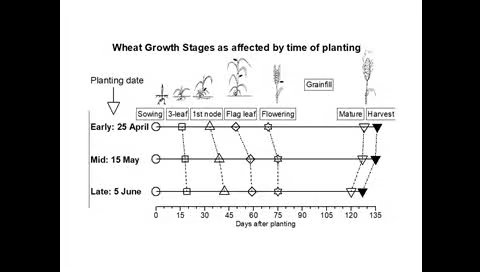 Wheat Growth Stages as affected by time of planting
Planting date
Grainfill
Sowing 3-leaf 1st node Flag leaf Flowering Mature Harvest
Early: 25 April
Mid: 15 May
Late: 5 June
0 15 30 45 60 75 90 105 120 135
Days after planting